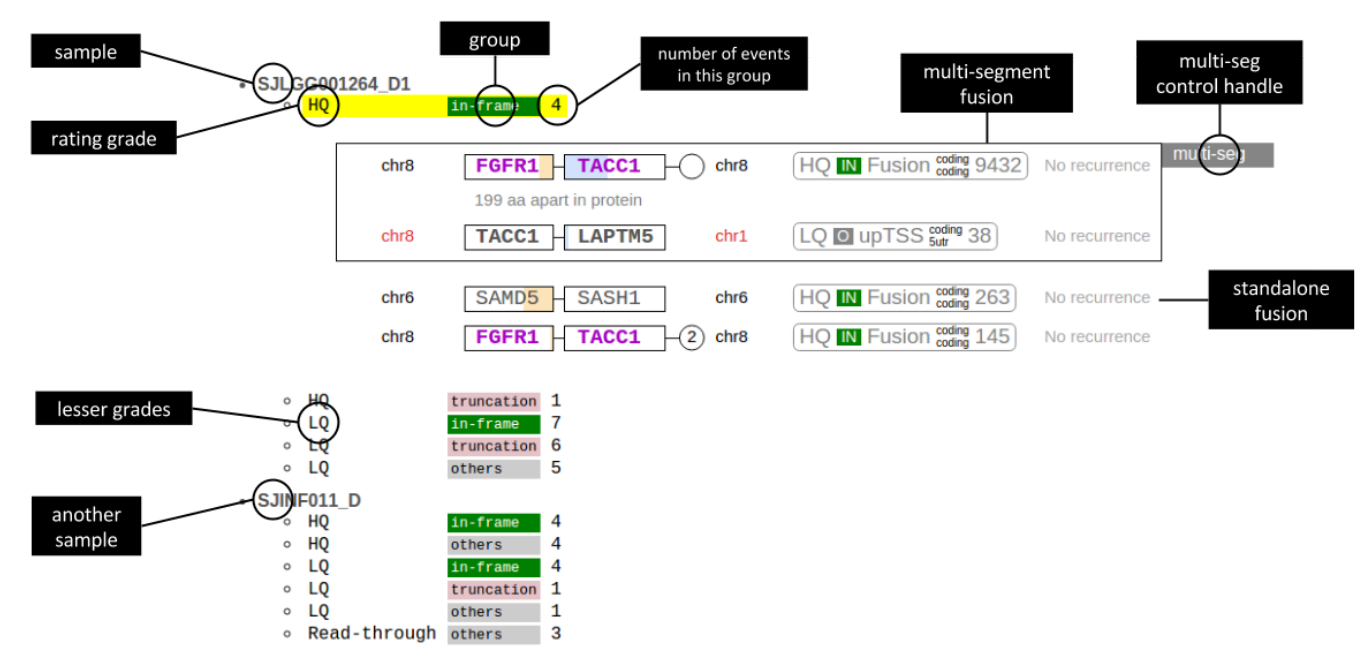 sample
group
number of events
in this group
multi-segment
fusion
multi-seg
control handle
SJLGG001264_D1
HQ in-frame 4
rating grade
multi-seg
chr8 FGFR1 TACC1 chr8 HQ IN Fusion coding coding 9432 No recurrence
199 aa apart in protein
chr8 TACC1 LAPTM5 chr1 LQ O upTSS coding 5utr 38 No recurrence
chr6 SAMD5 SASH1 chr6 HQ IN Fusion coding coding 263 No recurrence
standalone
fusion
chr8 FGFR1 TACC1 2 chr8 HQ IN Fusion coding coding 145 No recurrence
lesser grades
HQ truncation 1
LQ in-frame 7
LQ truncation 6
LQ others 5
another
sample
SJINF011_D
HQ in-frame 4
HQ others 4
LQ in-frame 4
LQ truncation 1
LQ others 1
Read-through others 3